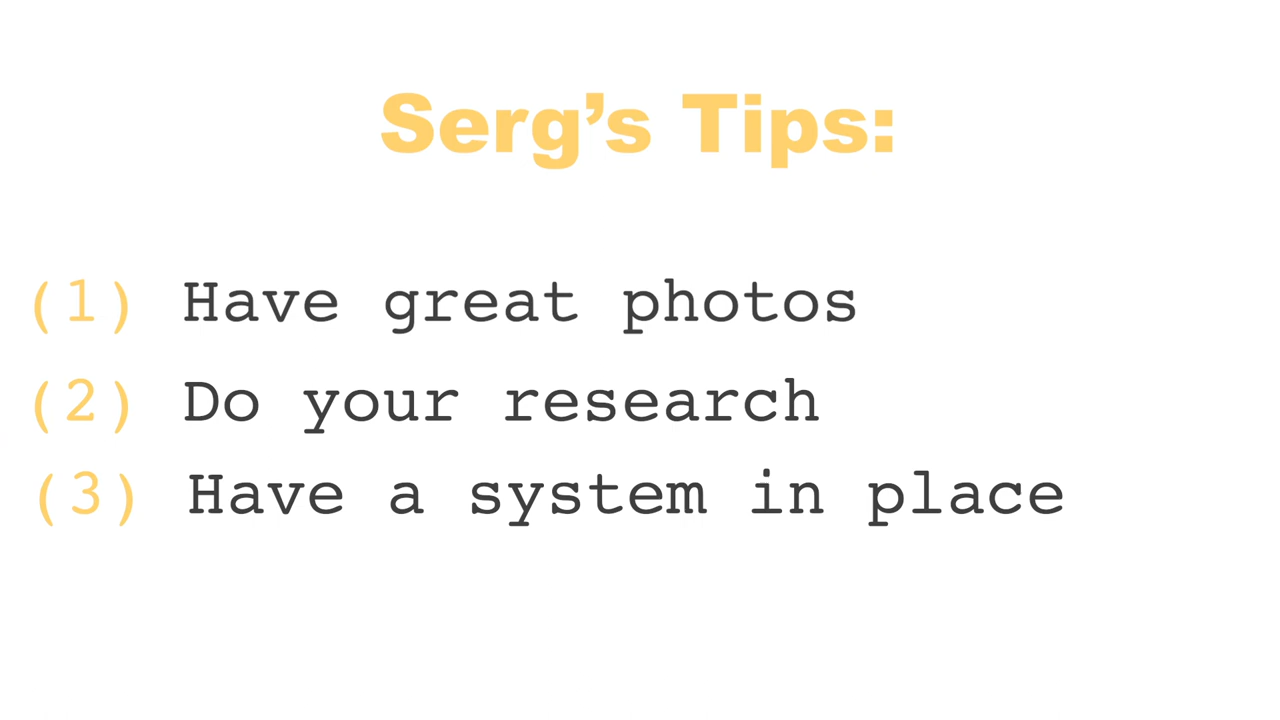 Serg’s Tips:
(1) Have great photos
(2) Do your research
(3) Have a system in place